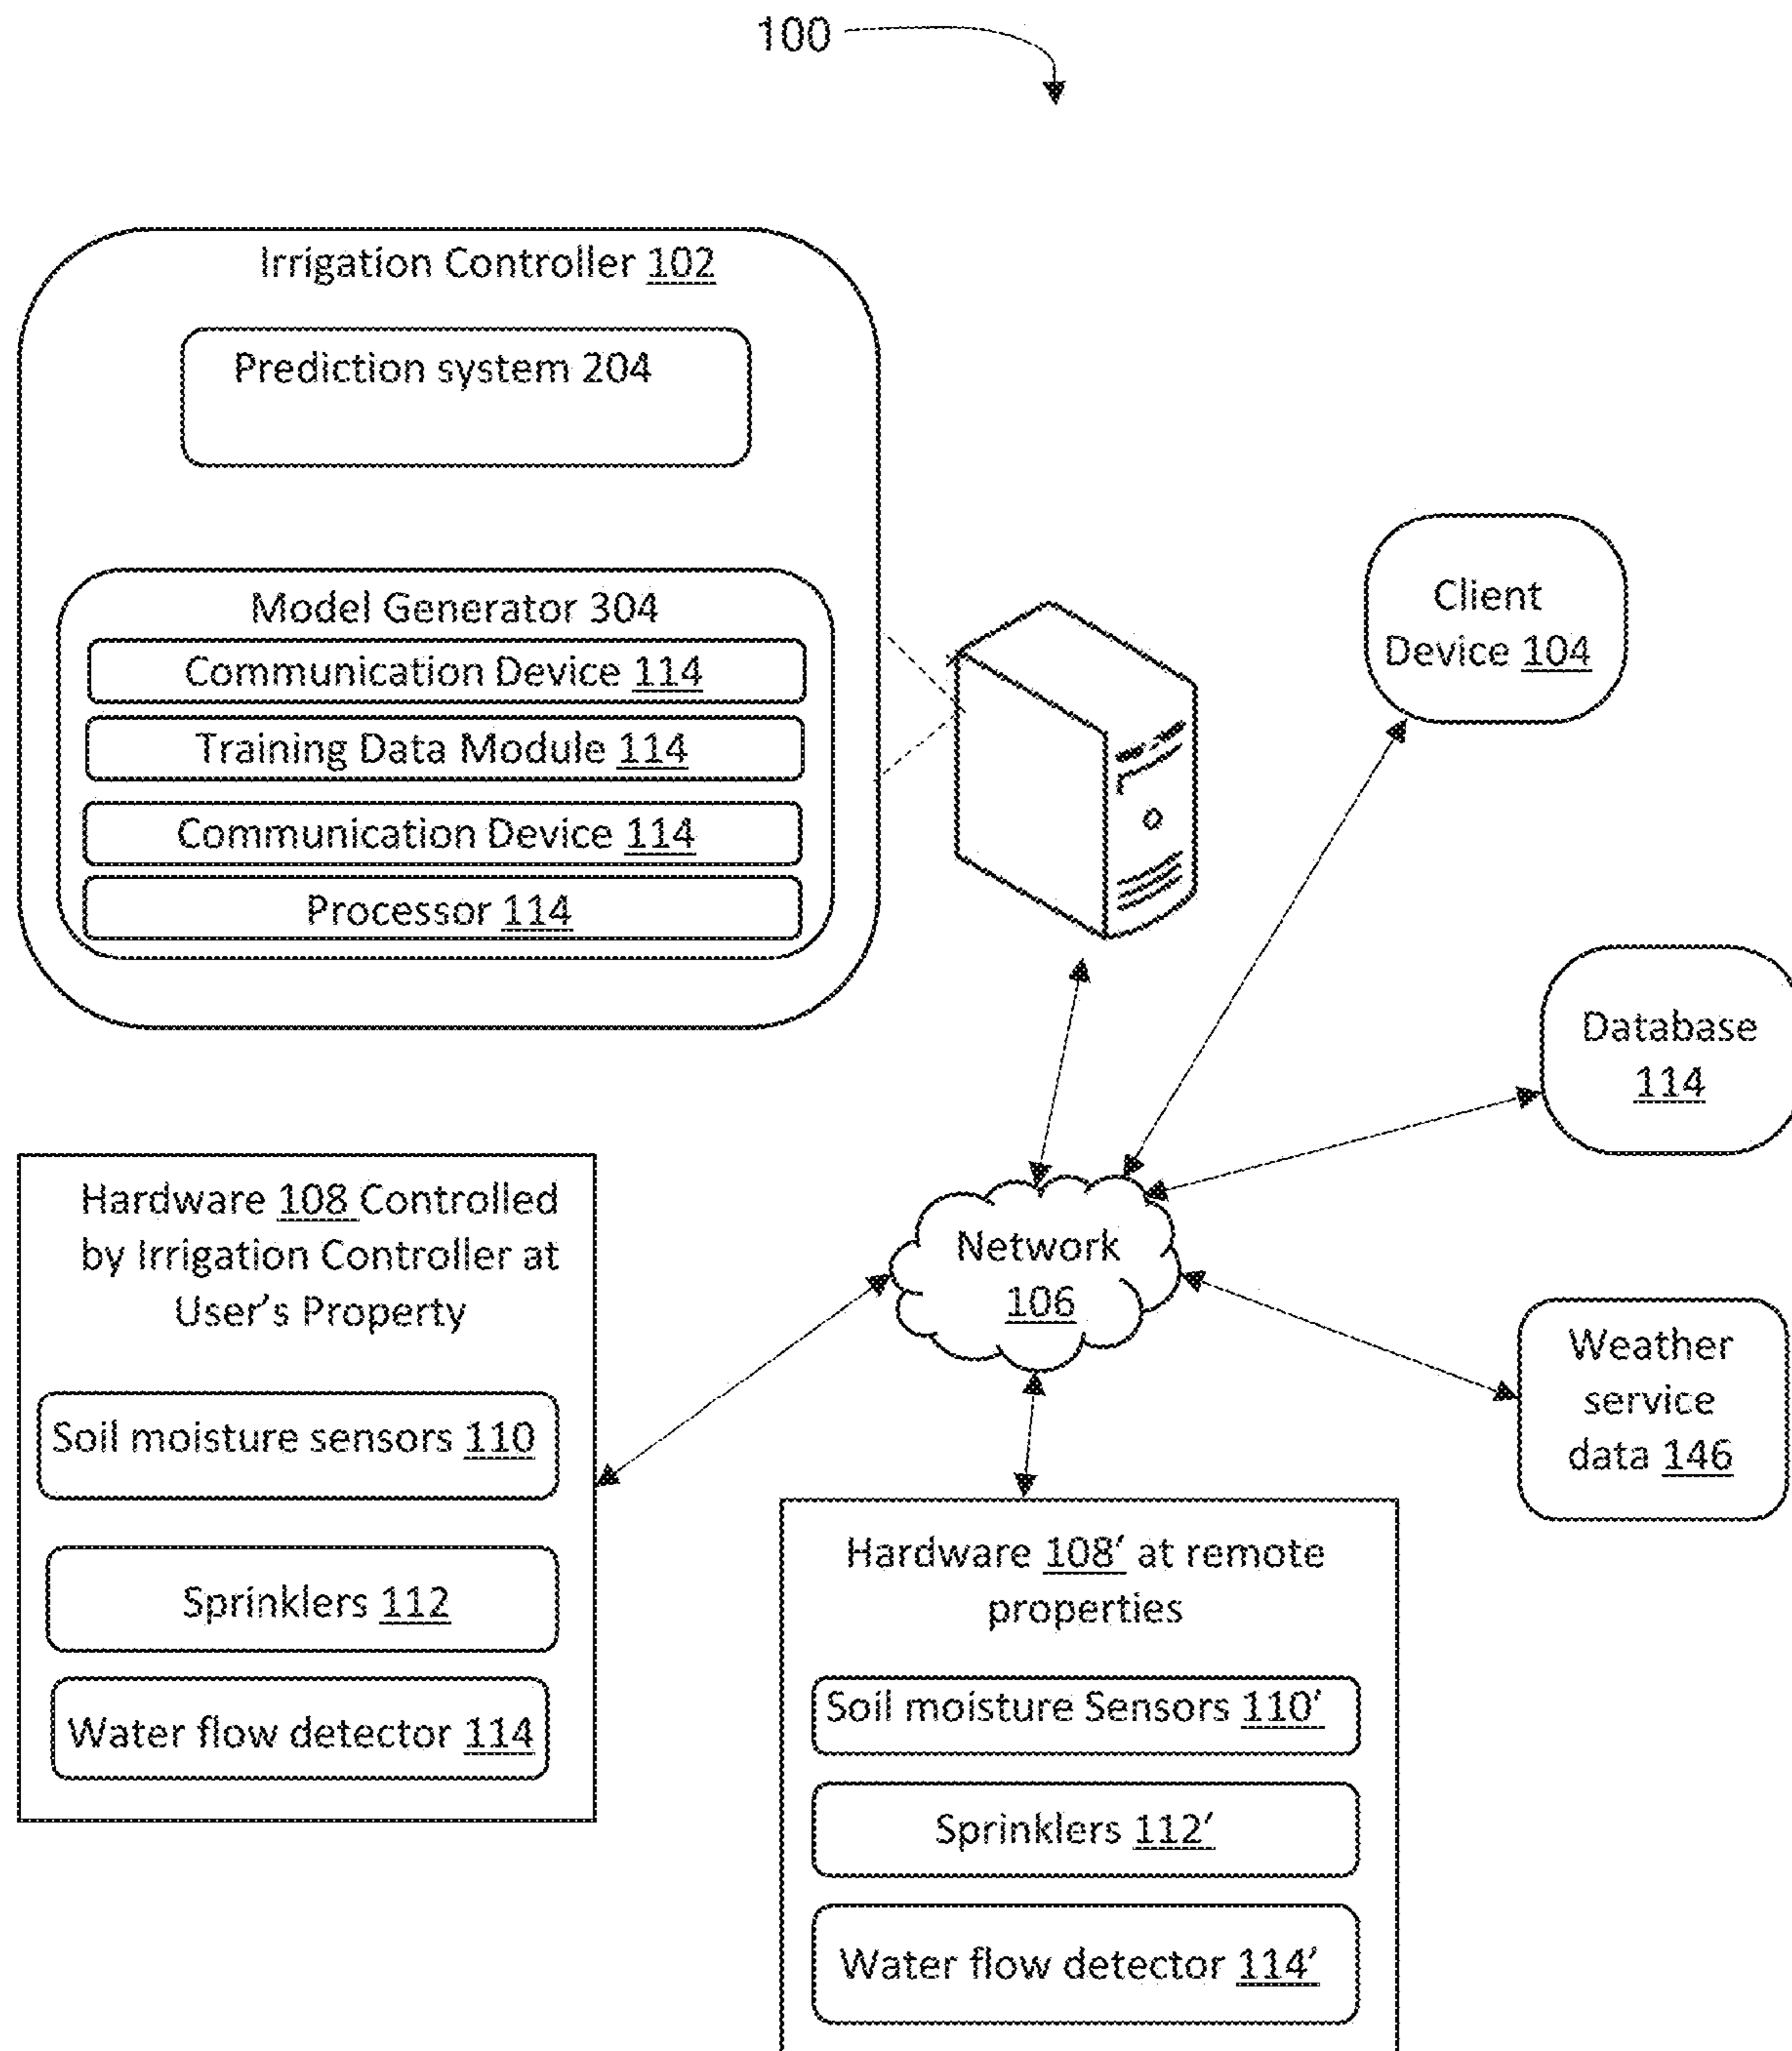 100
Irrigation Controller 102
Prediction system 204
Model Generator 304
Communication Device 114
Training Data Module 114
Communication Device 114
Processor 114
Client
Device 104
Database
114
Network
106
Weather
service
data 146
Hardware 108 Controlled
by Irrigation Controller at
User's Property
Soil moisture sensors 110
Sprinklers 112
Water flow detector 114
Hardware 108' at remote
properties
Soil moisture Sensors 110'
Sprinklers 112'
Water flow detector 114'